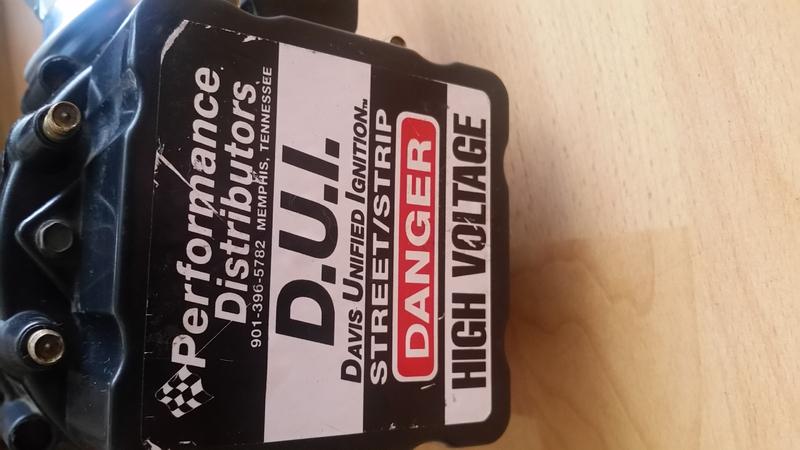 Performance
Distributors
901-396-5782 MEMPHIS, TENNESSEE
D.U.I.
DAVIS UNIFIED IGNITION™
STREET/STRIP
DANGER
HIGH VOLTAGE